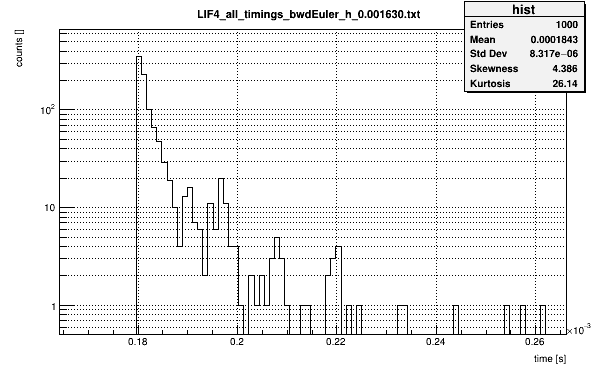 LIF4_all_timings_bwdEuler_h_0.001630.txt
hist
Entries 1000
Mean 0.0001843
Std Dev 8.317e−06
Skewness 4.386
Kurtosis 26.14
counts []
10²
10
1
0.18 0.2 0.22 0.24 0.26
×10⁻³
time [s]